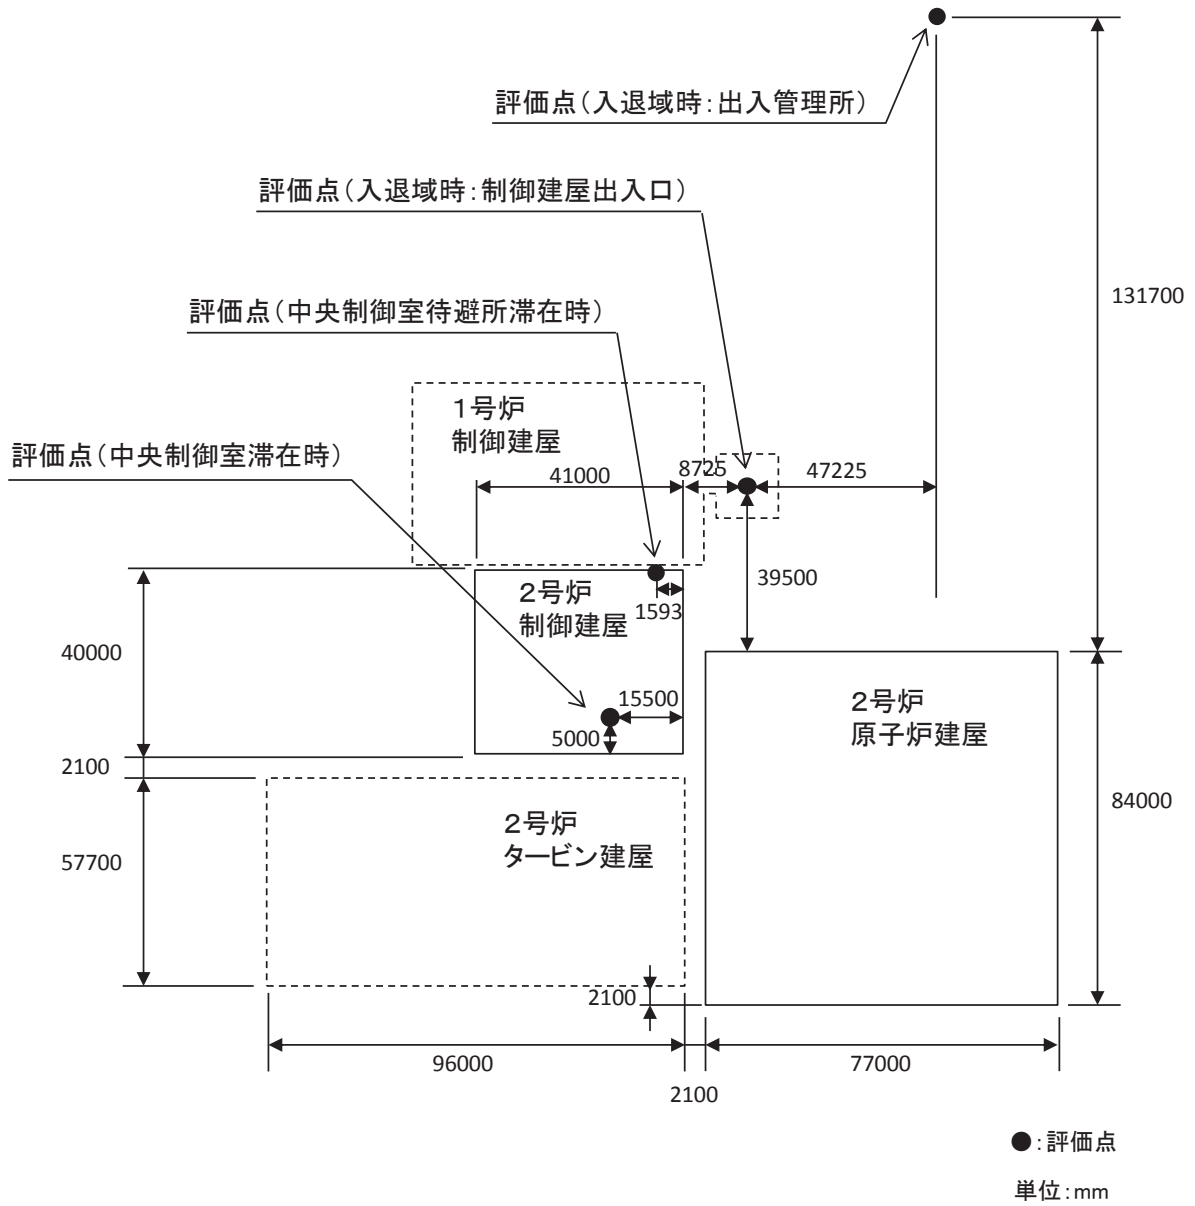 評価点(入退域時:出入管理所)
評価点(入退域時:制御建屋出入口)
131700
評価点(中央制御室待避所滞在時)
1号炉
制御建屋
評価点(中央制御室滞在時)
41000
8725
47225
39500
2号炉
制御建屋
1593
40000
15500
5000
2号炉
原子炉建屋
2100
84000
2号炉
タービン建屋
57700
2100
96000
77000
2100
●:評価点
単位:mm